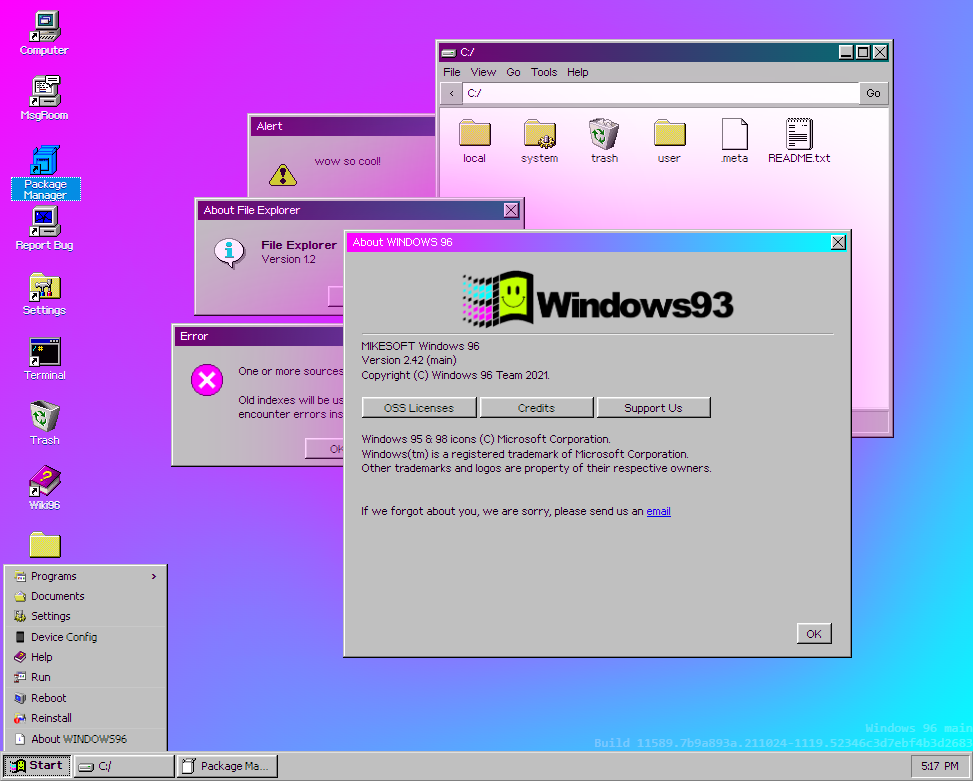 Computer
MsgRoom
Package
Manager
Report Bug
Settings
Terminal
Trash
Wiki96
C:/
File View Go Tools Help
< C:/ Go
local system trash user .meta README.txt
Alert
wow so cool!
About File Explorer
File Explorer
Version 1.2
Error
One or more sources
Old indexes will be us
encounter errors ins
OK
About WINDOWS 96
Windows93
MIKESOFT Windows 96
Version 2.42 (main)
Copyright (C) Windows 96 Team 2021.
OSS Licenses Credits Support Us
Windows 95 & 98 icons (C) Microsoft Corporation.
Windows(tm) is a registered trademark of Microsoft Corporation.
Other trademarks and logos are property of their respective owners.
If we forgot about you, we are sorry, please send us an email
OK
Programs >
Documents
Settings
Device Config
Help
Run
Reboot
Reinstall
About WINDOWS96
Windows 96 main
Build 11589.7b9a893a.211024-1119.52346c3d7ebf4b3d2683
Start C:/ Package Ma... 5:17 PM